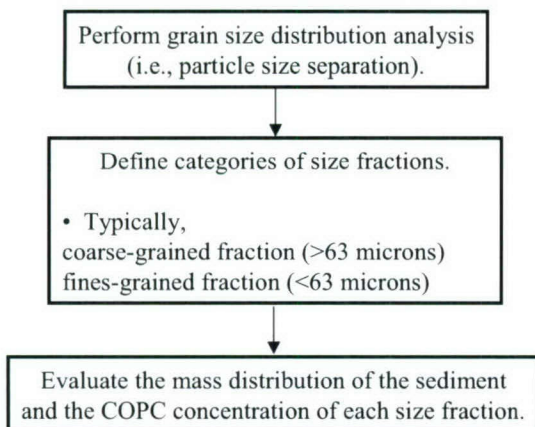 Perform grain size distribution analysis
(i.e., particle size separation).
Define categories of size fractions.
• Typically,
coarse-grained fraction (>63 microns)
fines-grained fraction (<63 microns)
Evaluate the mass distribution of the sediment
and the COPC concentration of each size fraction.